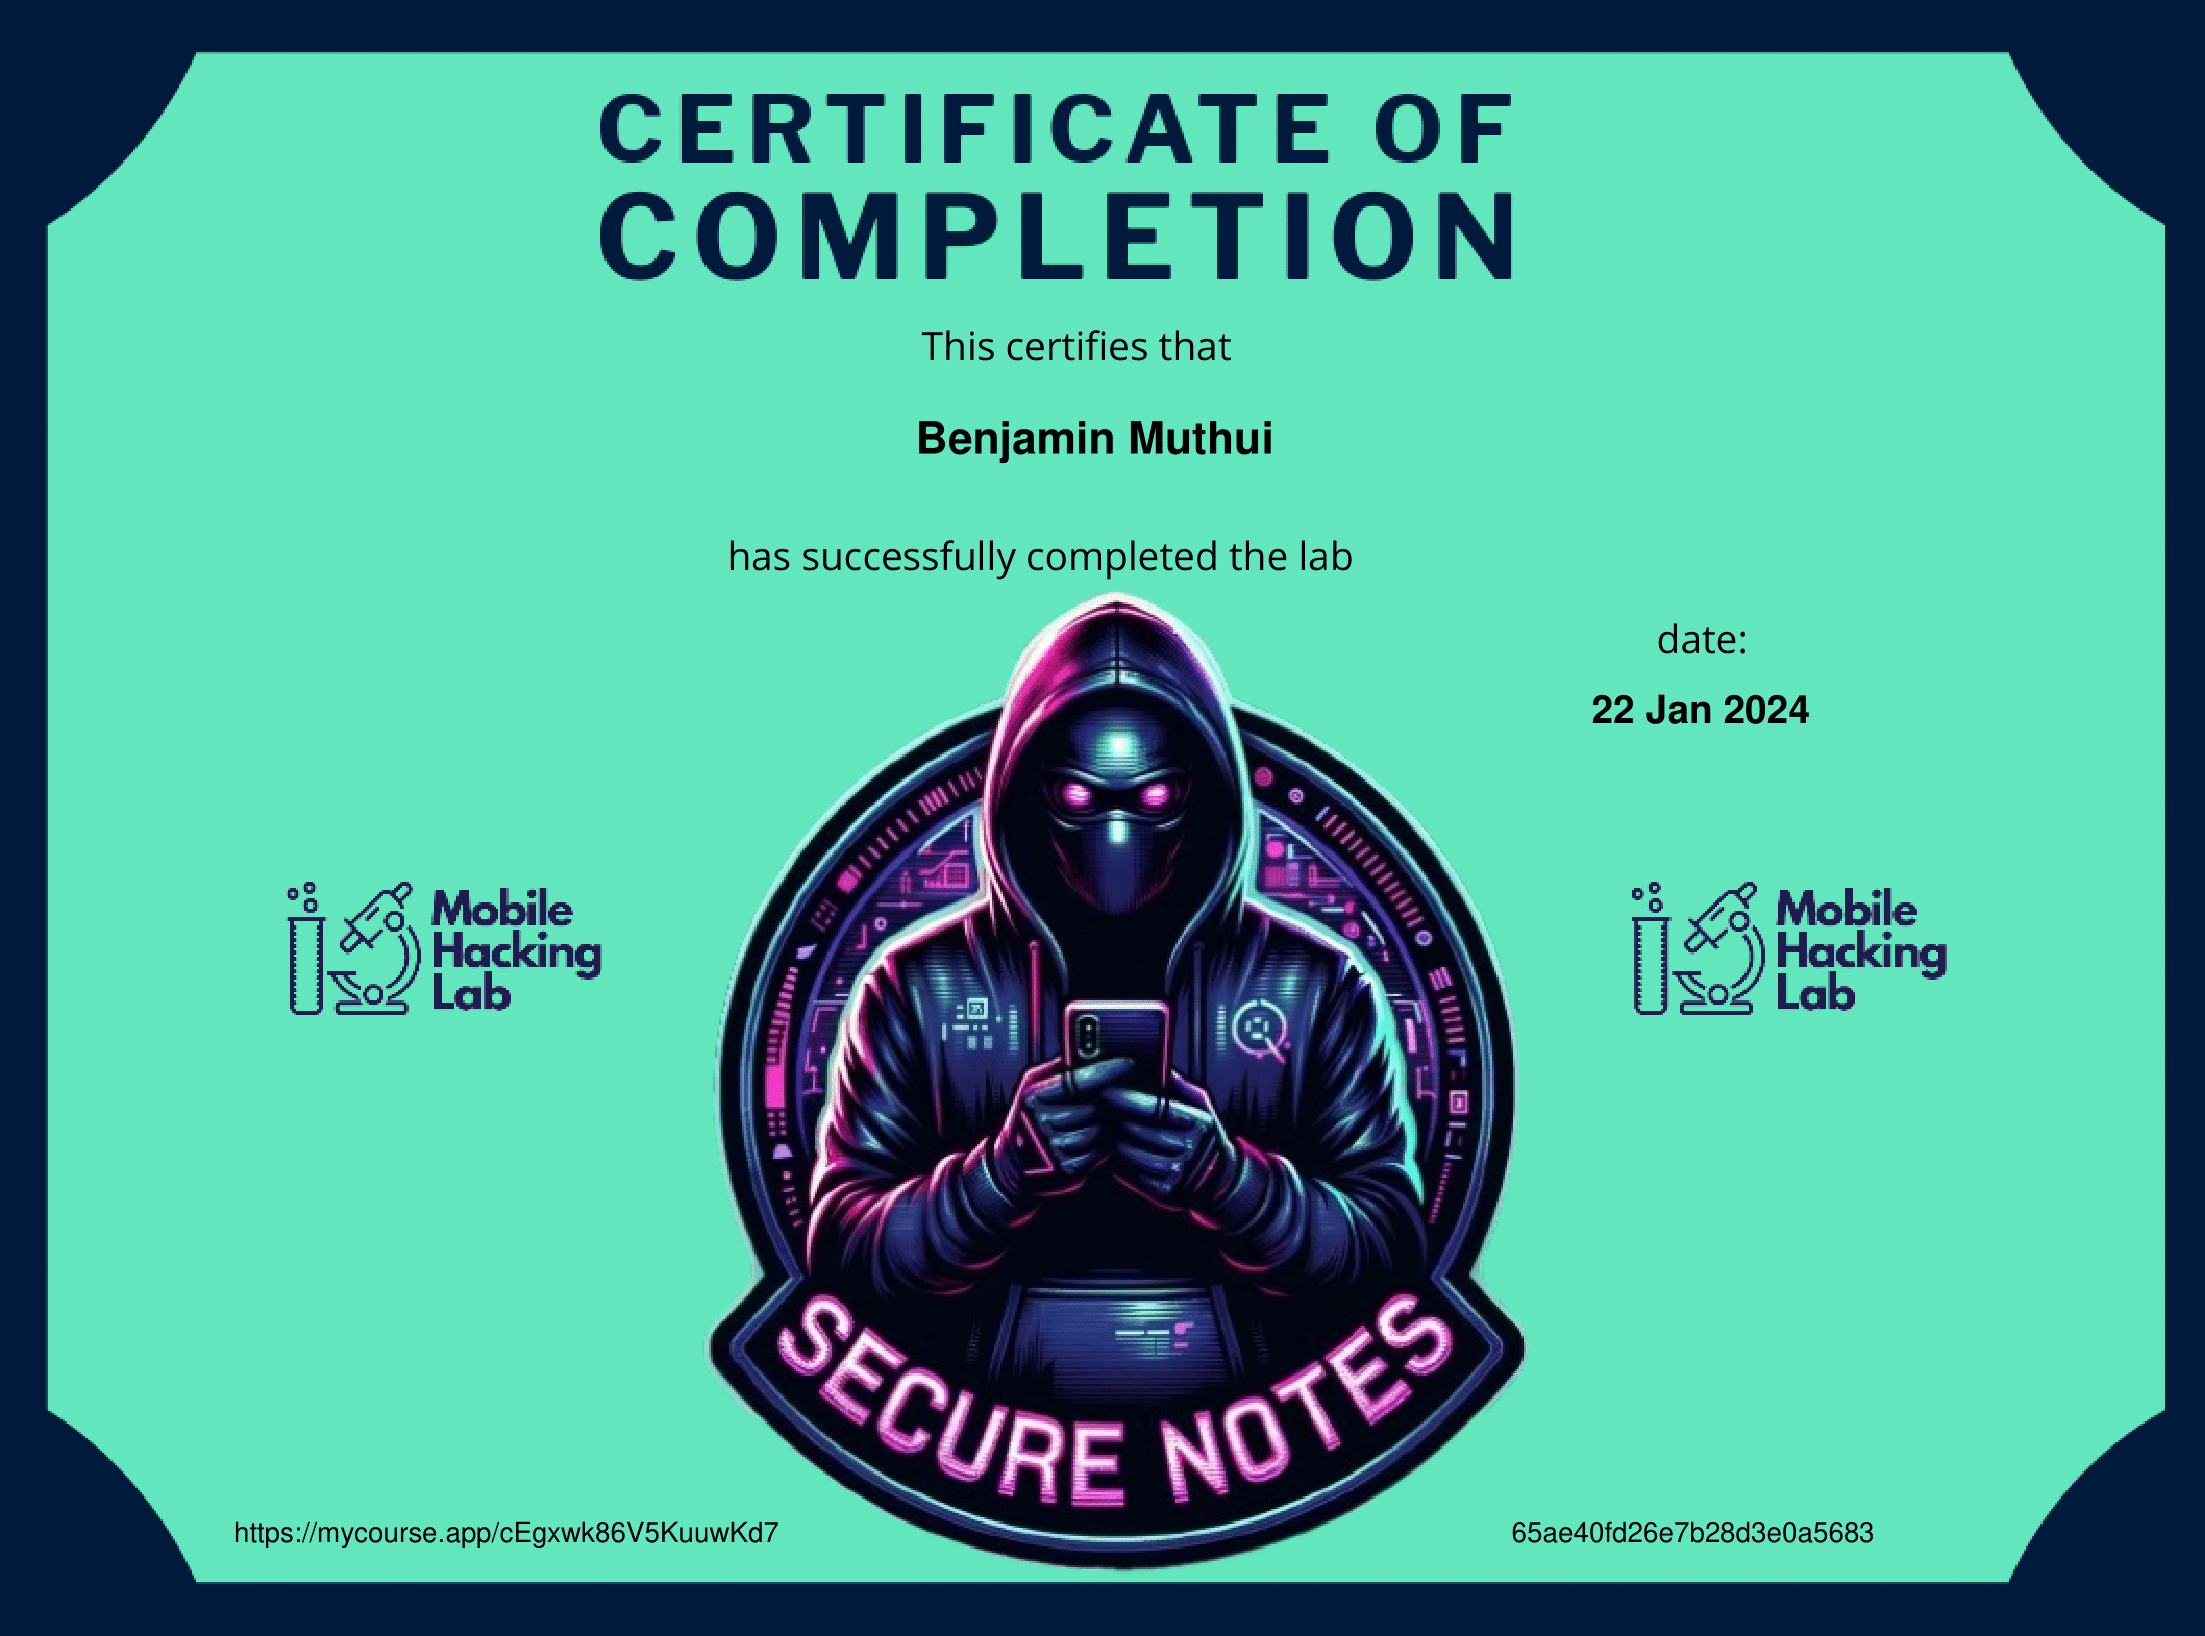 CERTIFICATE OF
COMPLETION
This certifies that
Benjamin Muthui
has successfully completed the lab
date:
22 Jan 2024
Mobile
Hacking
Lab
Mobile
Hacking
Lab
SECURE NOTES
https://mycourse.app/cEgxwk86V5KuuwKd7
65ae40fd26e7b28d3e0a5683